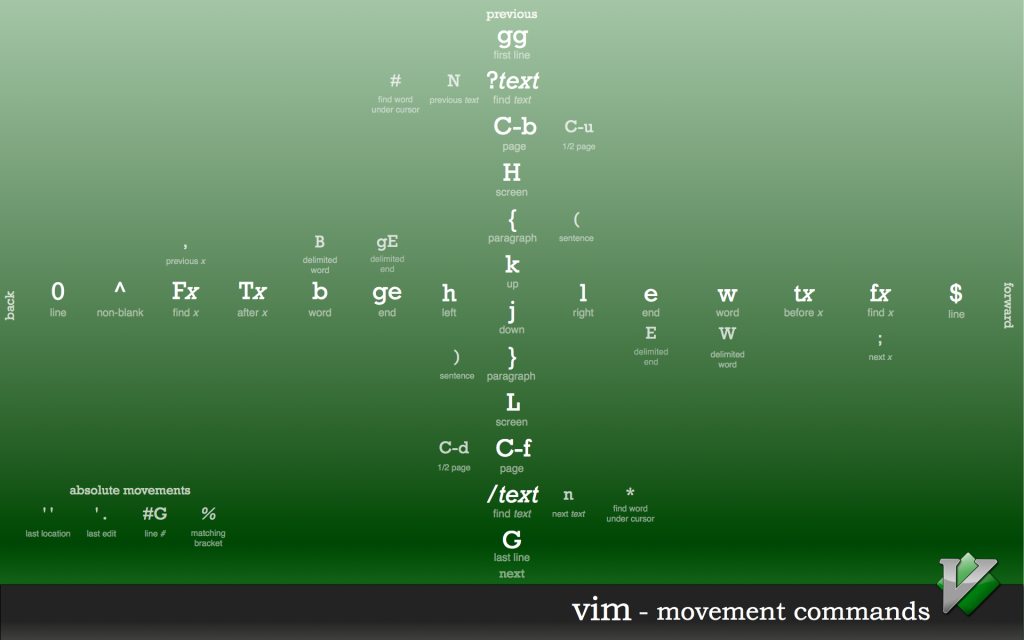 previous
gg
first line
# N ?text
find word under cursor previous text find text
C-b C-u
page 1/2 page
H
screen
{ (
paragraph sentence
, B gE
previous x delimited word delimited end
k
up
back 0 ^ Fx Tx b ge h l e w tx fx $ forward
line non-blank find x after x word end left right end word before x find x line
j
down
E W ;
delimited end delimited word next x
) }
sentence paragraph
L
screen
C-d C-f
1/2 page page
/text n *
find text next text find word under cursor
absolute movements
'' '. #G %
last location last edit line # matching bracket
G
last line
next
vim - movement commands